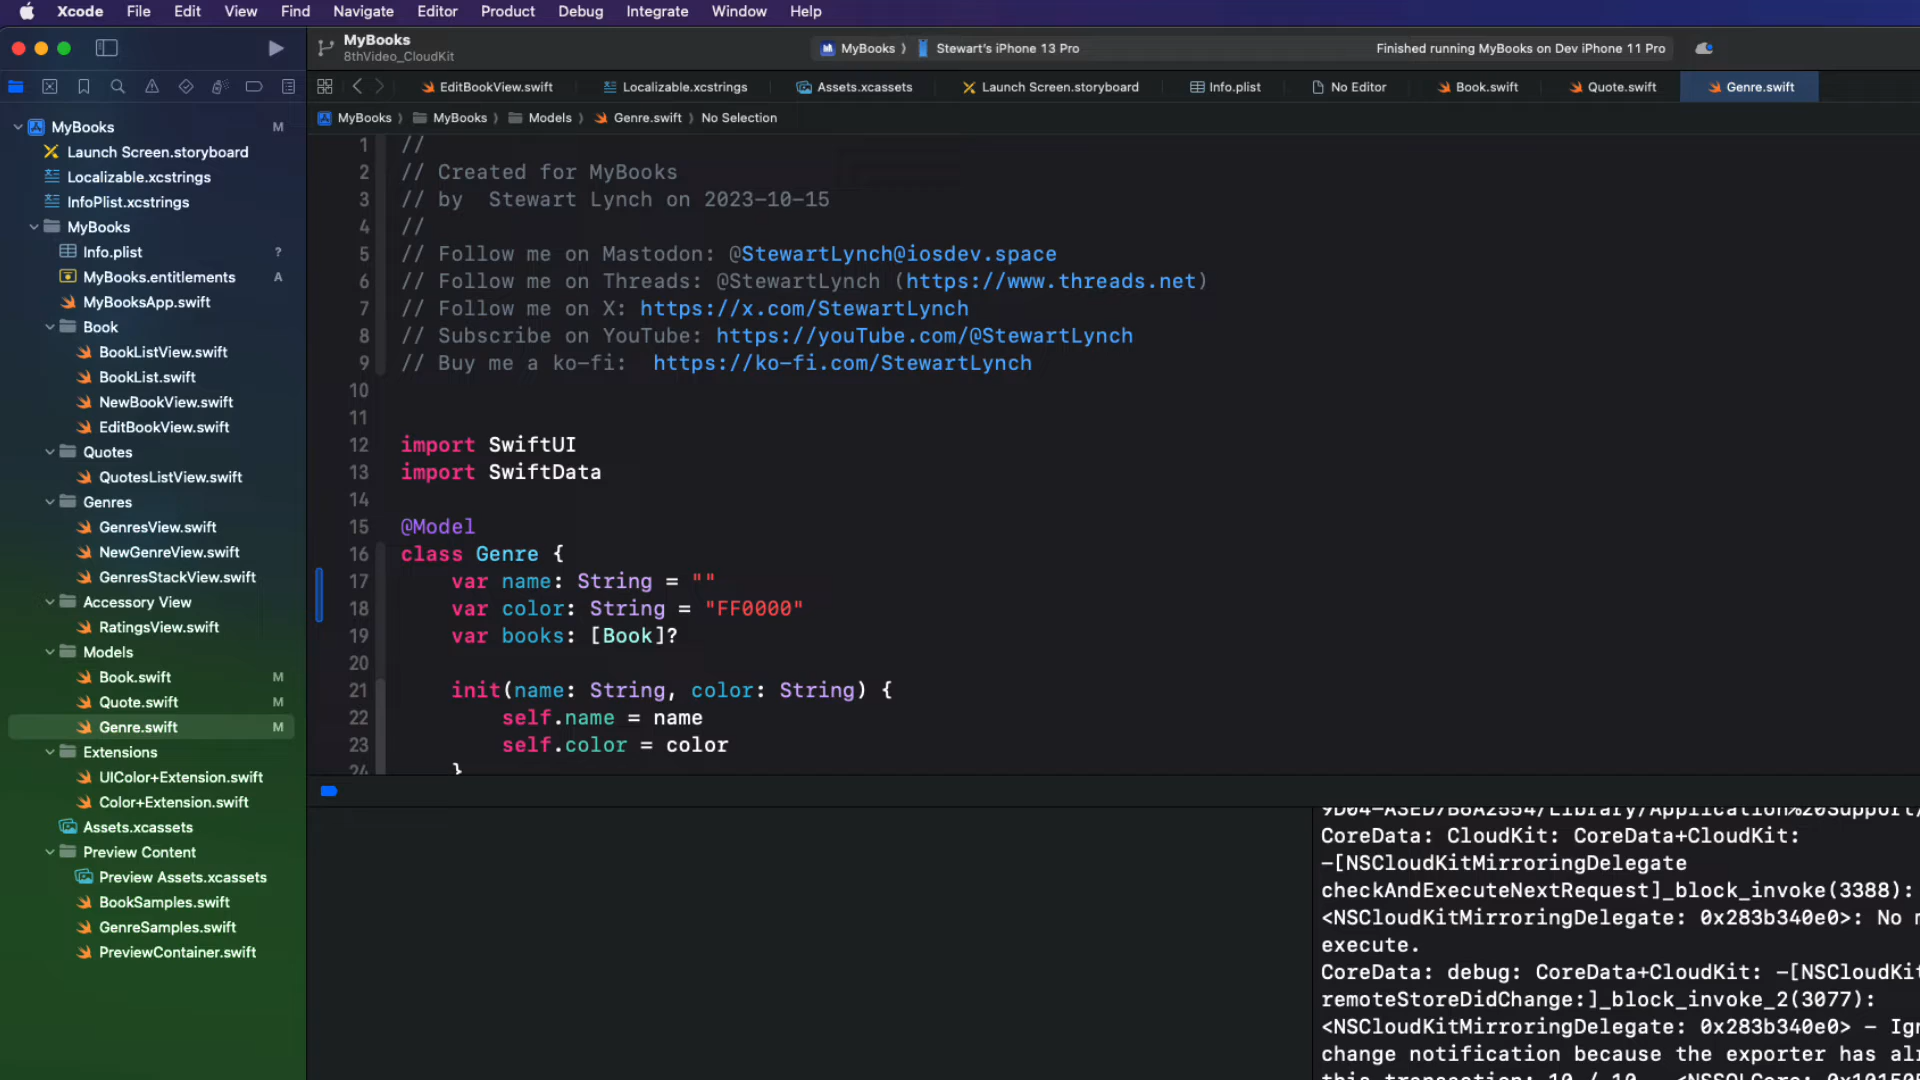 Xcode File Edit View Find Navigate Editor Product Debug Integrate Window Help
MyBooks
8thVideo_CloudKit
MyBooks ⟩ Stewart's iPhone 13 Pro
Finished running MyBooks on Dev iPhone 11 Pro
EditBookView.swift Localizable.xcstrings Assets.xcassets Launch Screen.storyboard Info.plist No Editor Book.swift Quote.swift Genre.swift
MyBooks ⟩ MyBooks ⟩ Models ⟩ Genre.swift ⟩ No Selection
MyBooks M
Launch Screen.storyboard
Localizable.xcstrings
InfoPlist.xcstrings
MyBooks
Info.plist ?
MyBooks.entitlements A
MyBooksApp.swift
Book
BookListView.swift
BookList.swift
NewBookView.swift
EditBookView.swift
Quotes
QuotesListView.swift
Genres
GenresView.swift
NewGenreView.swift
GenresStackView.swift
Accessory View
RatingsView.swift
Models
Book.swift M
Quote.swift M
Genre.swift M
Extensions
UIColor+Extension.swift
Color+Extension.swift
Assets.xcassets
Preview Content
Preview Assets.xcassets
BookSamples.swift
GenreSamples.swift
PreviewContainer.swift
1 //
2 // Created for MyBooks
3 // by  Stewart Lynch on 2023-10-15
4 //
5 // Follow me on Mastodon: @StewartLynch@iosdev.space
6 // Follow me on Threads: @StewartLynch (https://www.threads.net)
7 // Follow me on X: https://x.com/StewartLynch
8 // Subscribe on YouTube: https://youTube.com/@StewartLynch
9 // Buy me a ko-fi:  https://ko-fi.com/StewartLynch
10
11
12 import SwiftUI
13 import SwiftData
14
15 @Model
16 class Genre {
17     var name: String = ""
18     var color: String = "FF0000"
19     var books: [Book]?
20
21     init(name: String, color: String) {
22         self.name = name
23         self.color = color
24     }
9D04-A3ED7B6A2554/Library/Application%20Support/
CoreData: CloudKit: CoreData+CloudKit:
-[NSCloudKitMirroringDelegate
checkAndExecuteNextRequest]_block_invoke(3388):
<NSCloudKitMirroringDelegate: 0x283b340e0>: No
execute.
CoreData: debug: CoreData+CloudKit: -[NSCloudKit
remoteStoreDidChange:]_block_invoke_2(3077):
<NSCloudKitMirroringDelegate: 0x283b340e0> - Ign
change notification because the exporter has al
this transaction: 10 / 10